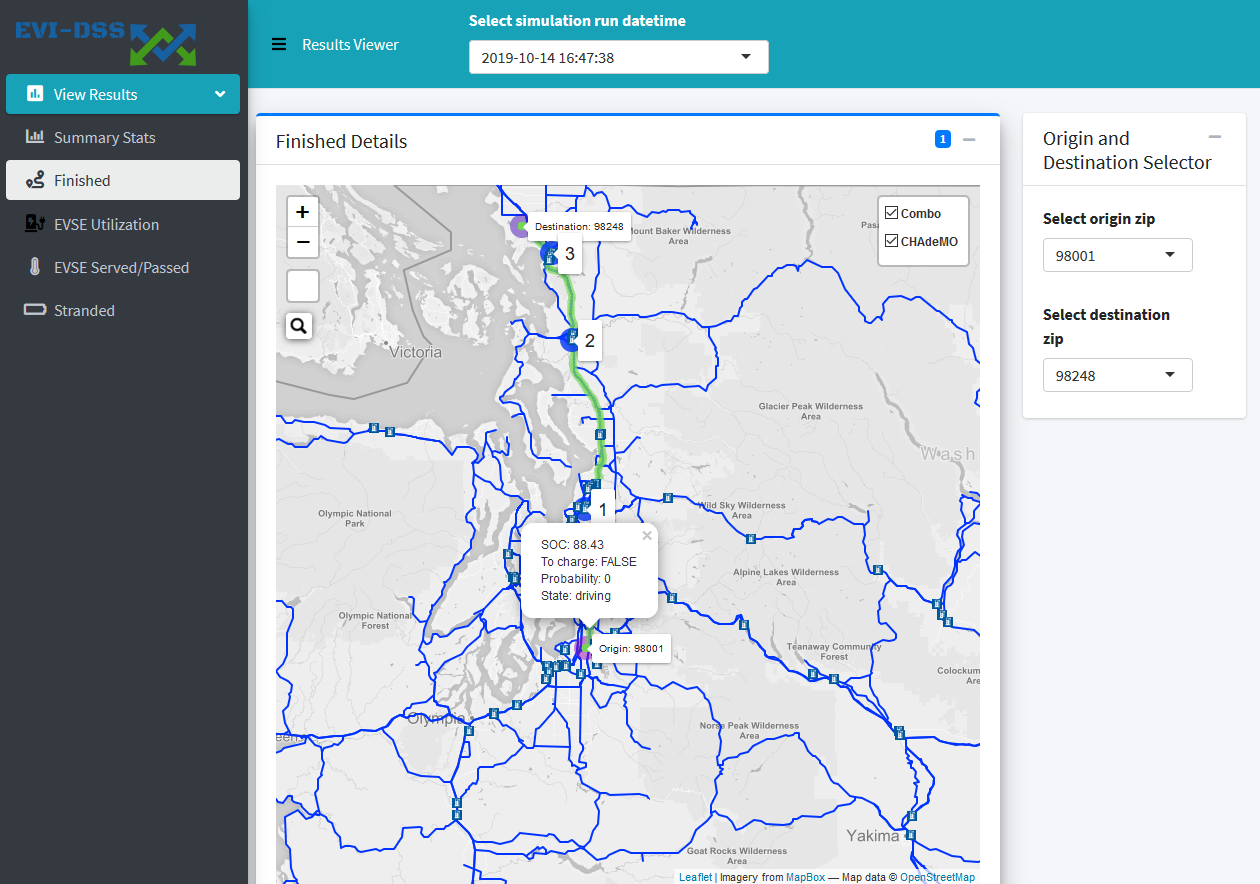 EVI-DSS
View Results
Summary Stats
Finished
EVSE Utilization
EVSE Served/Passed
Stranded
Results Viewer
Select simulation run datetime
2019-10-14 16:47:38
Finished Details
1
+
−
Destination: 98248
3
2
1
Mount Baker Wilderness
Area
Combo
CHAdeMO
Victoria
Glacier Peak Wilderness
Area
Wash
Olympic National
Park
Wild Sky Wilderness
Area
SOC: 88.43
To charge: FALSE
Probability: 0
State: driving
×
Alpine Lakes Wilderness
Area
Olympic National
Forest
Origin: 98001
Teanaway Community
Forest
Colockum
Are
Olympia
Norse Peak Wilderness
Area
Yakima
Goat Rocks Wilderness
Area
Leaflet | Imagery from MapBox — Map data © OpenStreetMap
Origin and
Destination Selector
Select origin zip
98001
Select destination
zip
98248